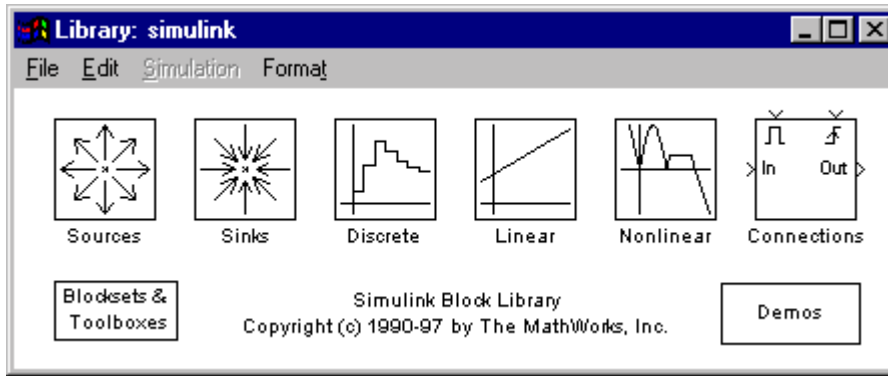 Library: simulink
File Edit Simulation Format
In Out
Sources Sinks Discrete Linear Nonlinear Connections
Blocksets &
Toolboxes
Simulink Block Library
Copyright (c) 1990-97 by The MathWorks, Inc.
Demos